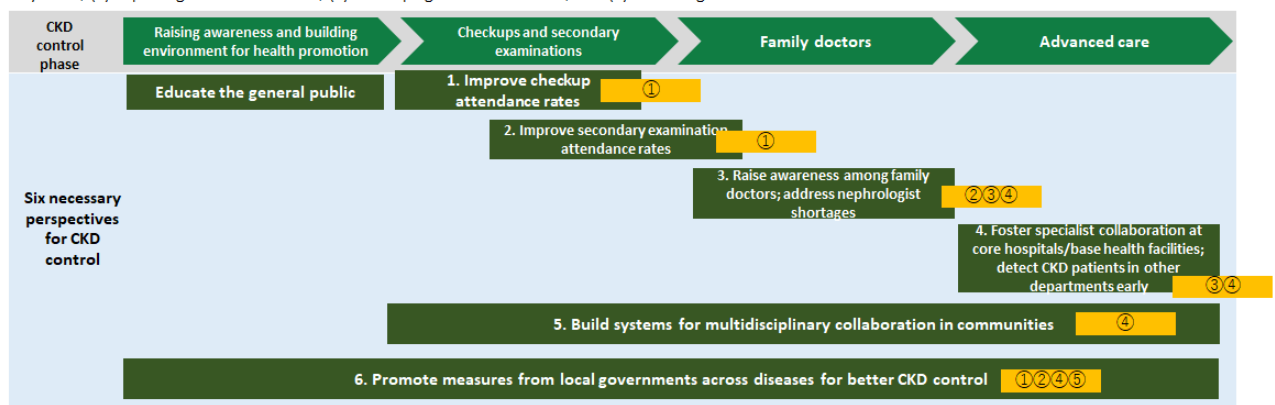 CKD
control
phase
Raising awareness and building
environment for health promotion
Checkups and secondary
examinations
Family doctors
Advanced care
Six necessary
perspectives
for CKD
control
Educate the general public
1. Improve checkup
attendance rates
①
2. Improve secondary examination
attendance rates
①
3. Raise awareness among family
doctors; address nephrologist
shortages
②③④
4. Foster specialist collaboration at
core hospitals/base health facilities;
detect CKD patients in other
departments early
③④
5. Build systems for multidisciplinary collaboration in communities
④
6. Promote measures from local governments across diseases for better CKD control
①②④⑤